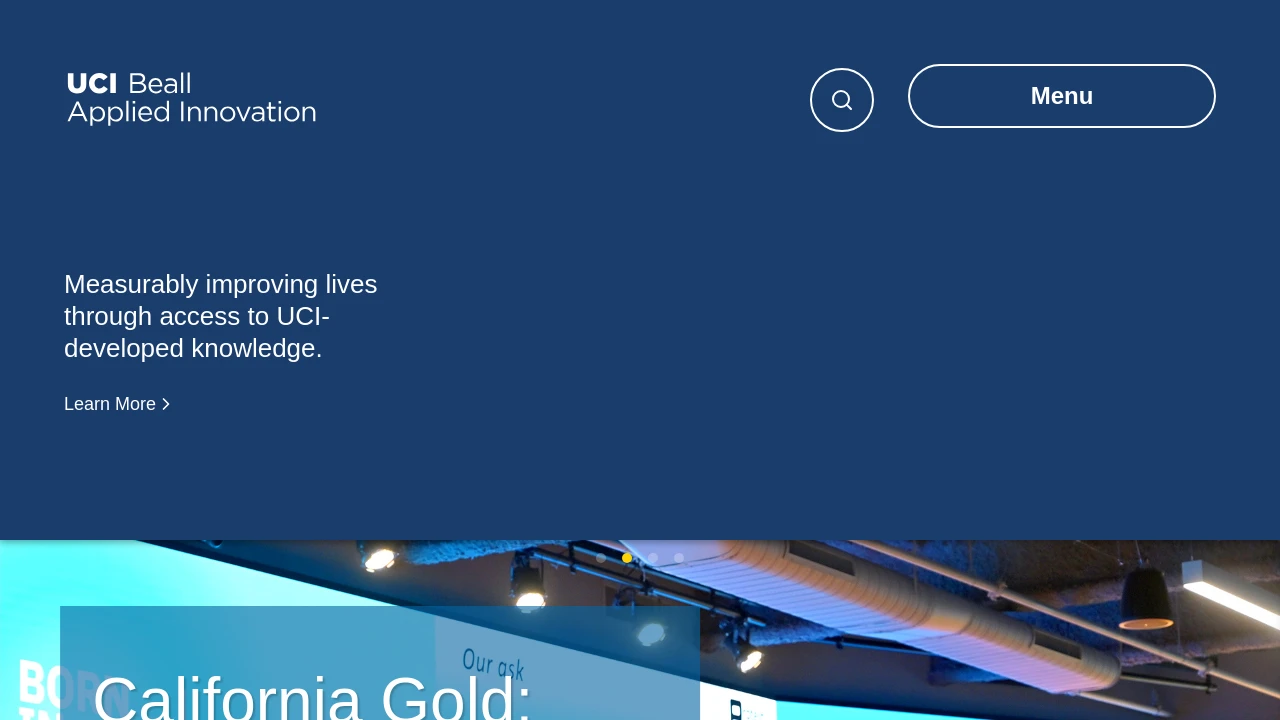 UCI Beall
Applied Innovation
Menu
Measurably improving lives
through access to UCI-
developed knowledge.
Learn More
Our ask
BORN
California Gold: